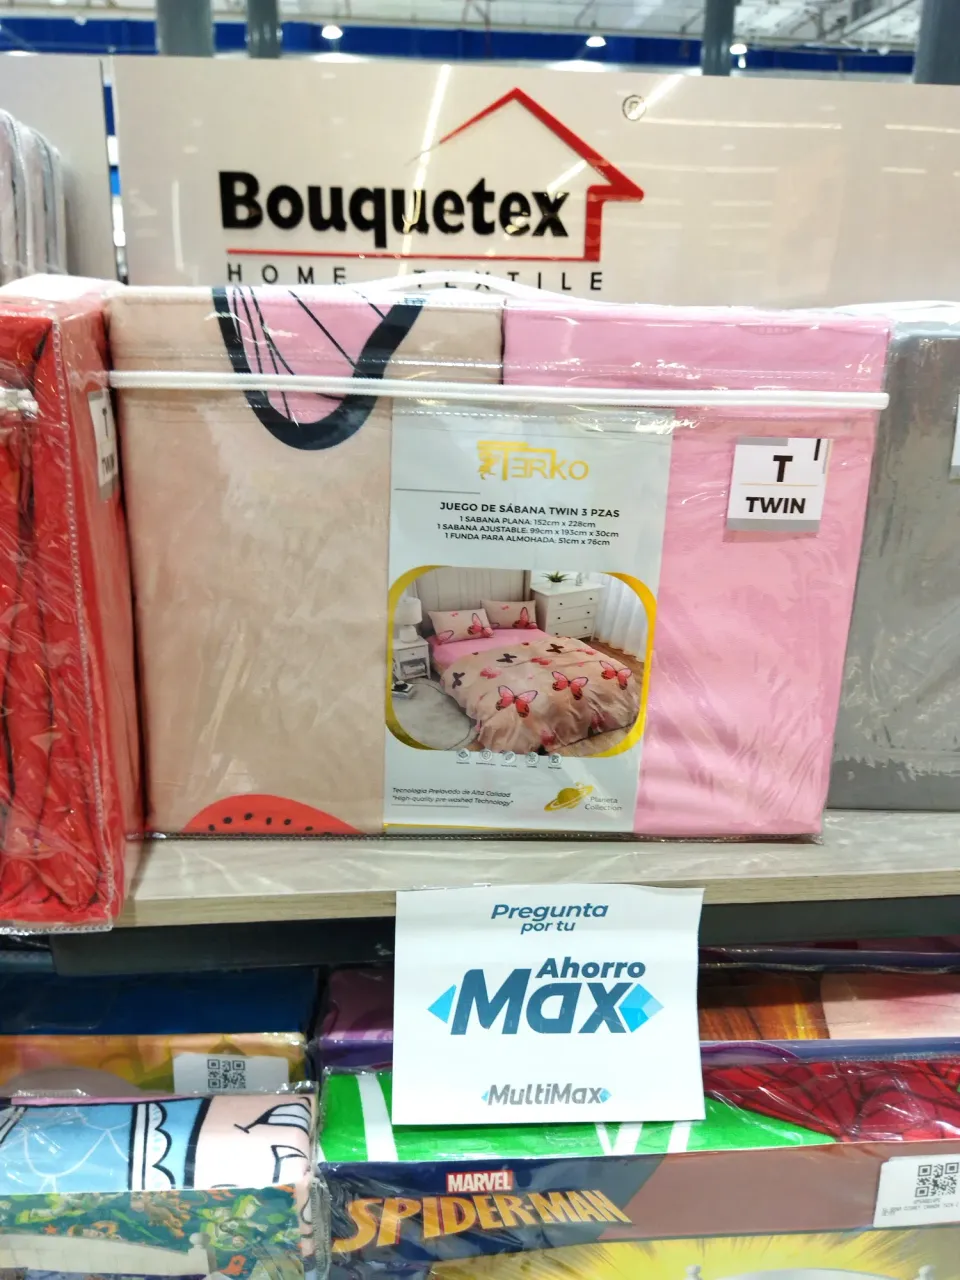 ®
Bouquetex
HOME TEXTILE
TERKO
JUEGO DE SÁBANA TWIN 3 PZAS
1 SABANA PLANA: 152cm x 228cm
1 SABANA AJUSTABLE: 99cm x 193cm x 30cm
1 FUNDA PARA ALMOHADA: 51cm x 76cm
T
TWIN
T
Tecnología Prelavado de Alta Calidad
"High-quality pre washed Technology"
Planeta
Collection
Pregunta
por tu
Ahorro
Max
MultiMax
MARVEL
SPIDER-MAN